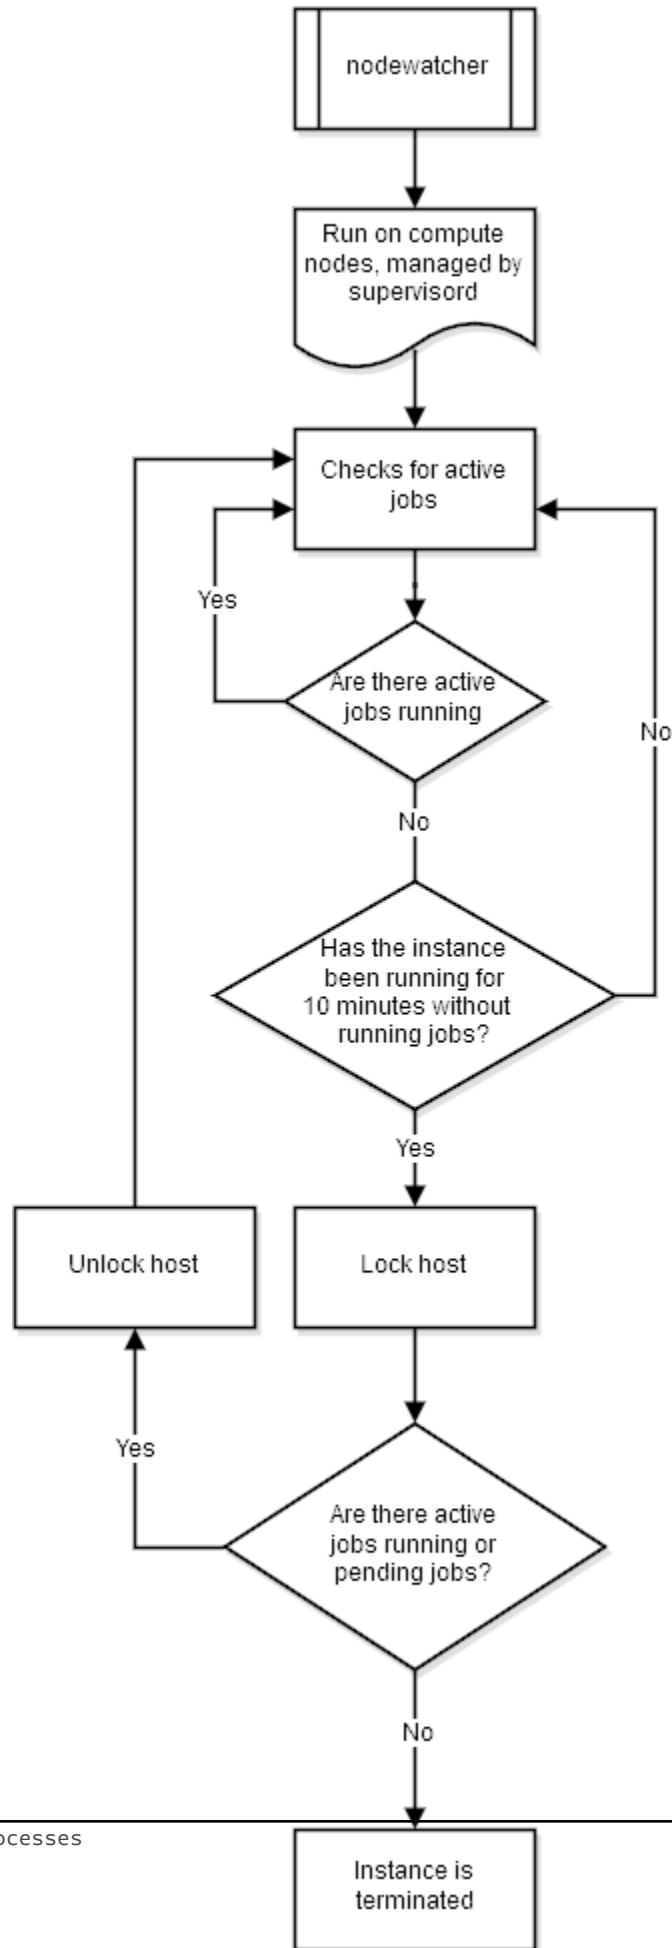 nodewatcher
Run on compute
nodes, managed by
supervisord
Checks for active
jobs
Yes
Are there active
jobs running
No
No
Has the instance
been running for
10 minutes without
running jobs?
Yes
Unlock host
Lock host
Yes
Are there active
jobs running or
pending jobs?
No
ocesses
Instance is
terminated